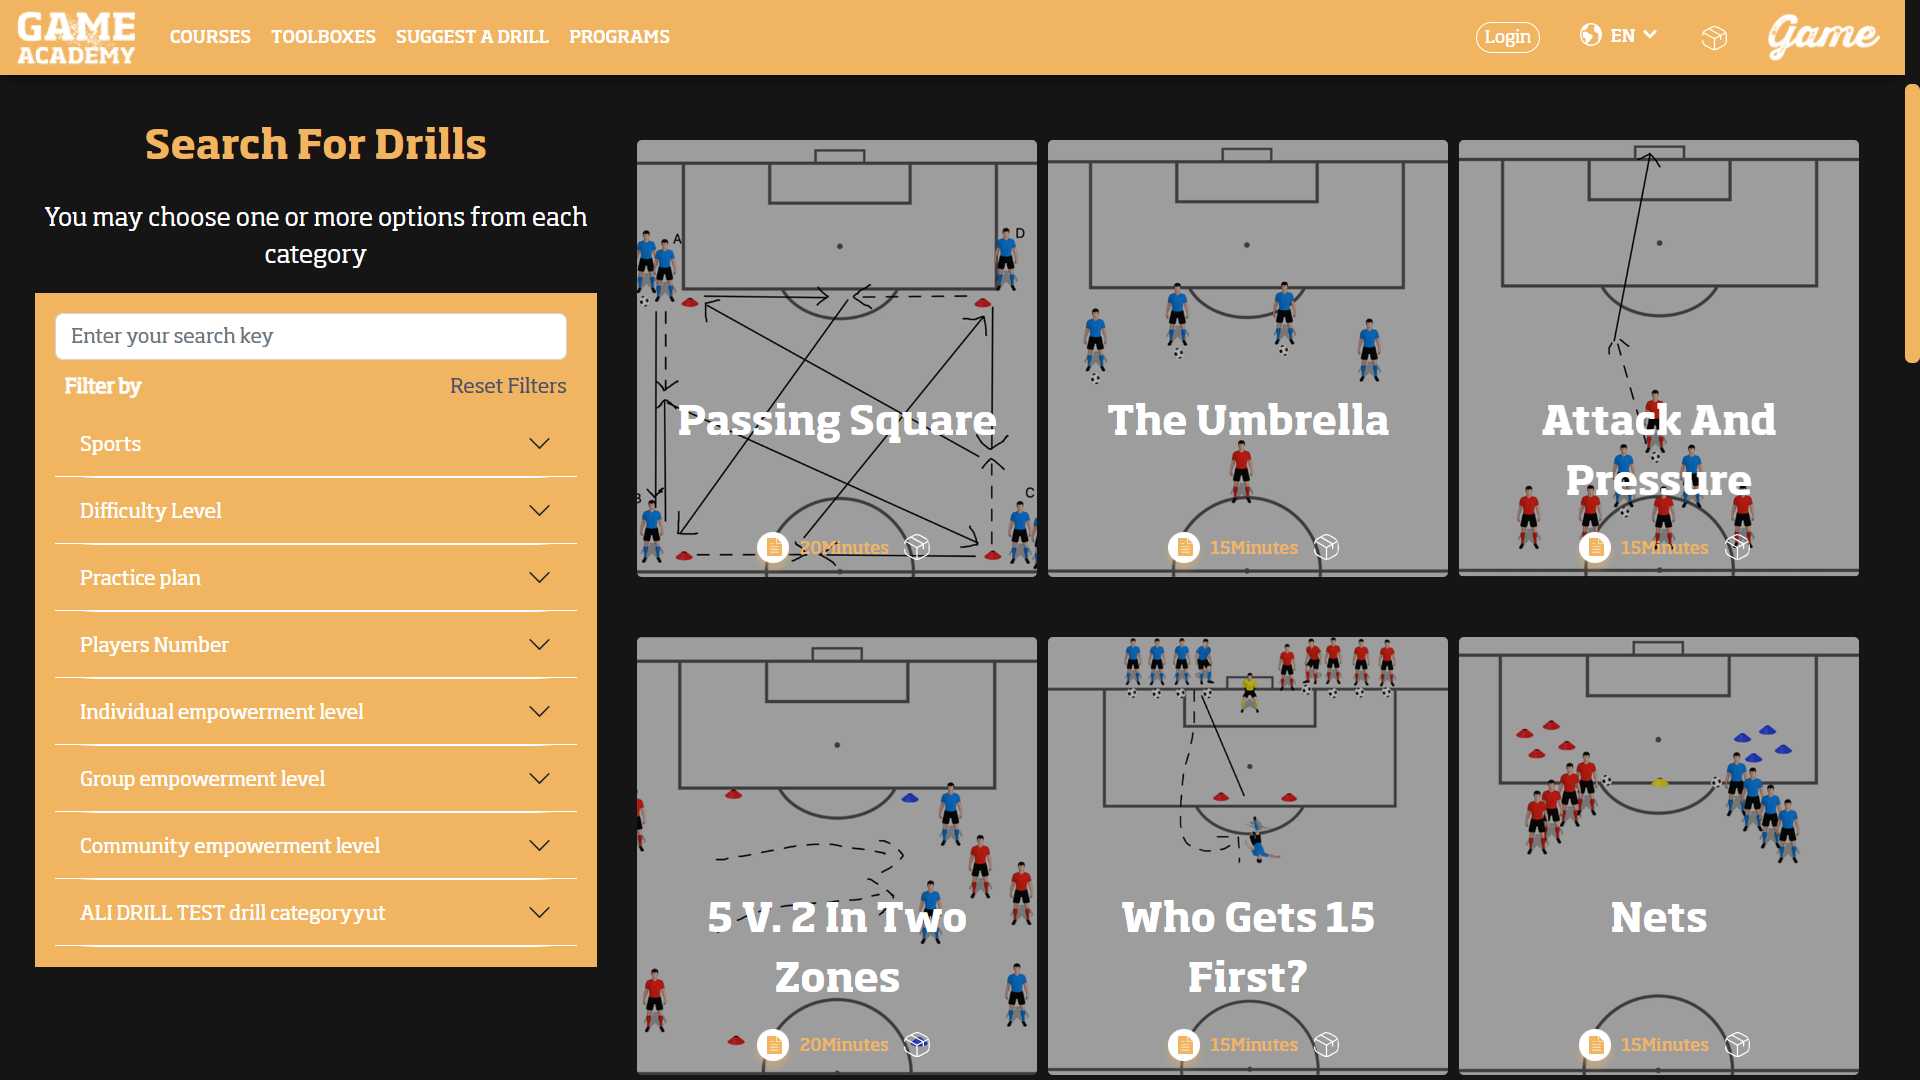 GAME
ACADEMY
COURSES
TOOLBOXES
SUGGEST A DRILL
PROGRAMS
Login
EN
Game
Search For Drills
You may choose one or more options from each
category
Enter your search key
Filter by
Reset Filters
Sports
Difficulty Level
Practice plan
Players Number
Individual empowerment level
Group empowerment level
Community empowerment level
ALI DRILL TEST drill categoryyut
A
D
B
C
Passing Square
20Minutes
The Umbrella
15Minutes
Attack And
Pressure
15Minutes
5 V. 2 In Two
Zones
20Minutes
Who Gets 15
First?
15Minutes
Nets
15Minutes